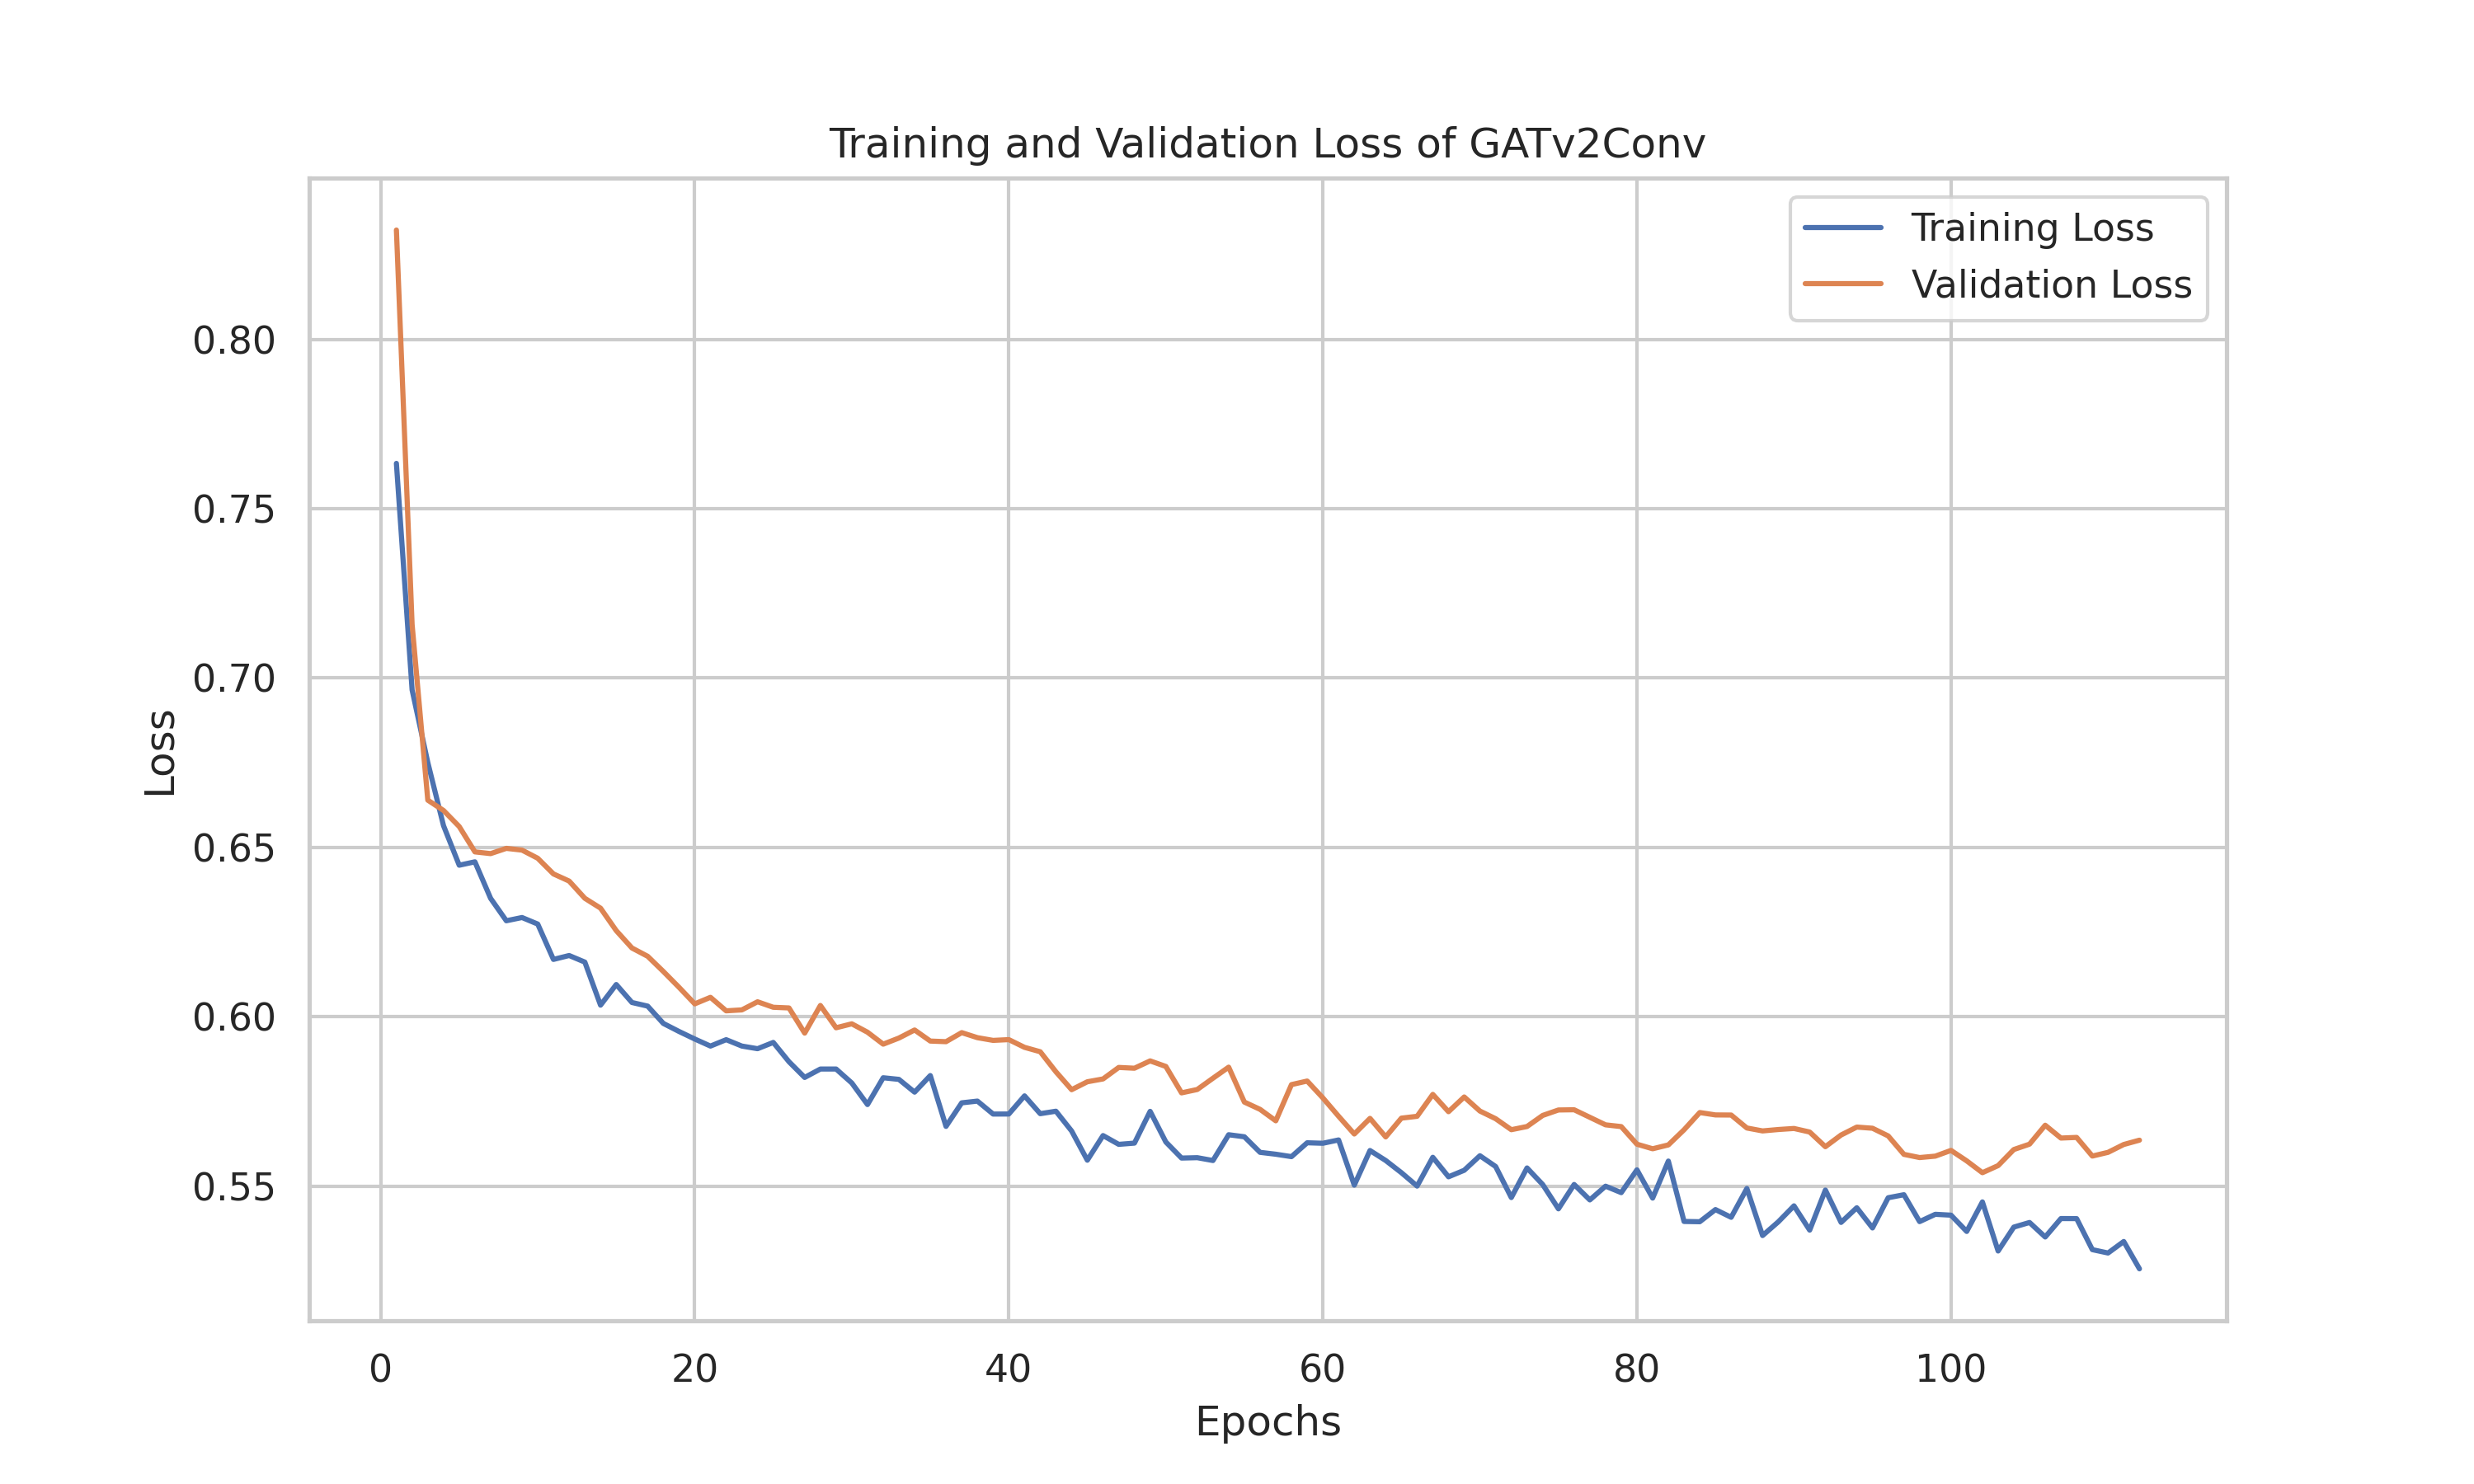 Training and Validation Loss of GATv2Conv
Training Loss
Validation Loss
0.80
0.75
0.70
0.65
0.60
0.55
Loss
0 20 40 60 80 100
Epochs